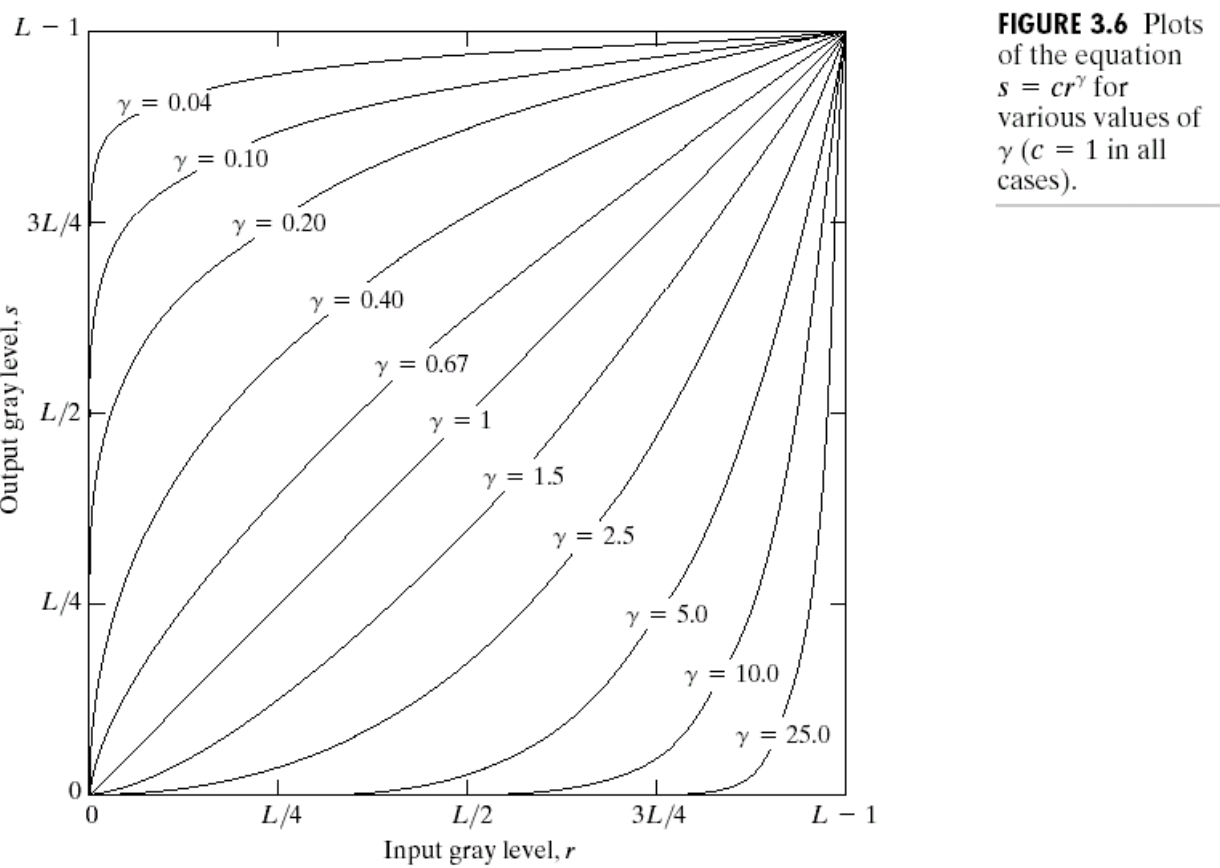 L − 1
γ = 0.04
γ = 0.10
3L/4
γ = 0.20
γ = 0.40
γ = 0.67
L/2
γ = 1
γ = 1.5
γ = 2.5
L/4
γ = 5.0
γ = 10.0
γ = 25.0
0
0
L/4
L/2
3L/4
L − 1
Input gray level, r
Output gray level, s
FIGURE 3.6 Plots
of the equation
s = crᵞ for
various values of
γ (c = 1 in all
cases).